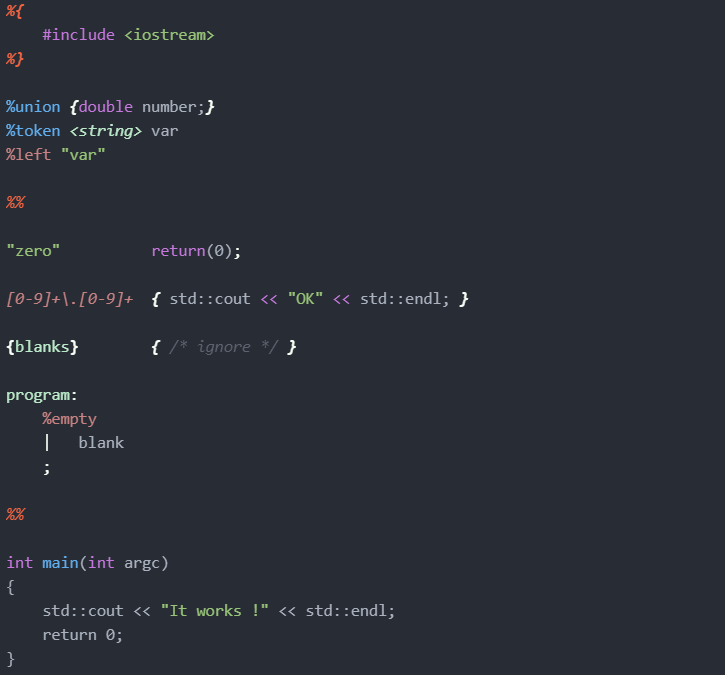 %{
    #include <iostream>
%}

%union {double number;}
%token <string> var
%left "var"

%%

"zero"          return(0);

[0-9]+\.[0-9]+  { std::cout << "OK" << std::endl; }

{blanks}        { /* ignore */ }

program:
    %empty
    |   blank
    ;

%%

int main(int argc)
{
    std::cout << "It works !" << std::endl;
    return 0;
}